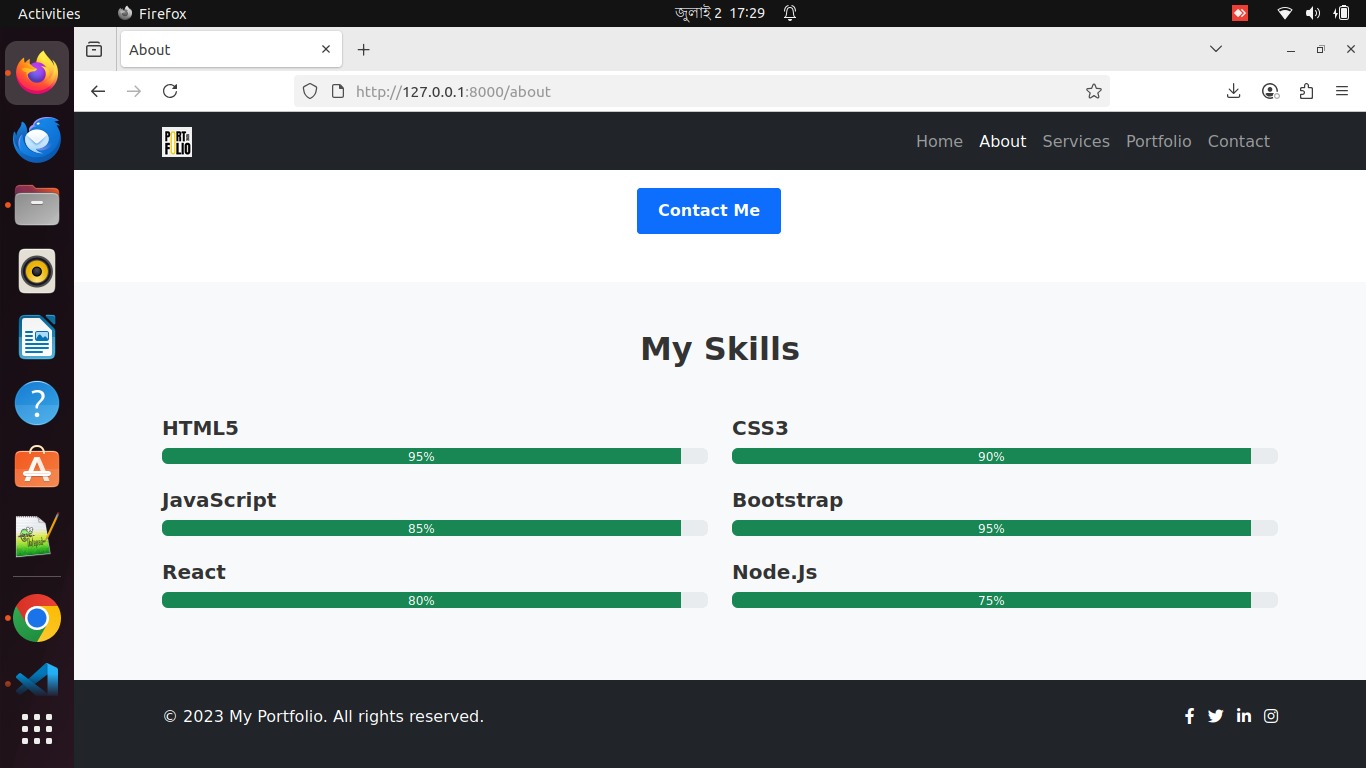 Activities Firefox জুলাই 2 17:29
About
http://127.0.0.1:8000/about
PORT FOLIO Home About Services Portfolio Contact
Contact Me
My Skills
HTML5 CSS3
95% 90%
JavaScript Bootstrap
85% 95%
React Node.Js
80% 75%
© 2023 My Portfolio. All rights reserved.